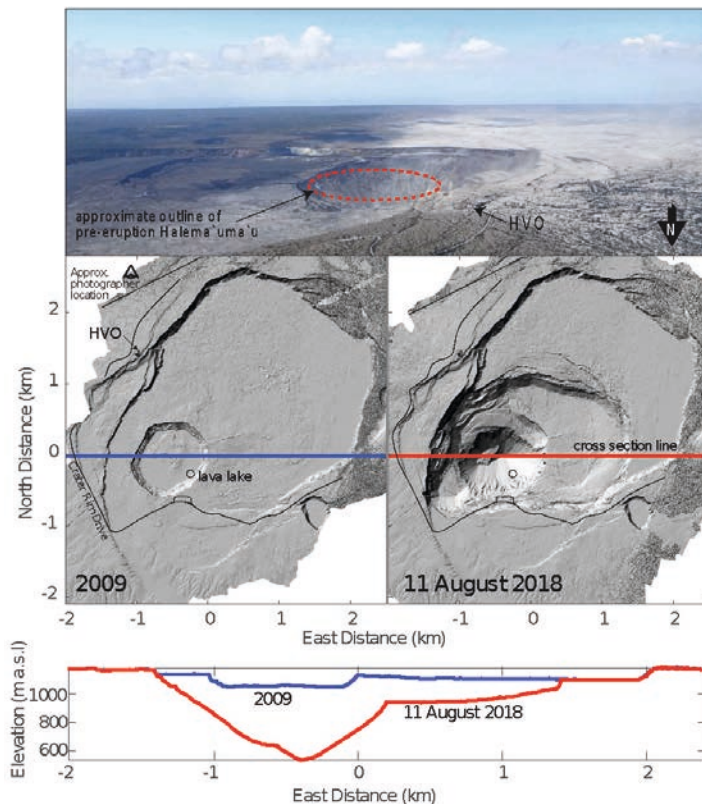 approximate outline of
pre-eruption Halema`uma`u
HVO
N
Approx.
photographer
location
HVO
lava lake
Crater Rim Drive
2009
cross section line
11 August 2018
North Distance (km)
2
1
0
-1
-2
-2
-1
0
1
2
-2
-1
0
1
2
East Distance (km)
Elevation (m a.s.l)
1000
800
600
2009
11 August 2018
-2
-1
0
1
2
East Distance (km)